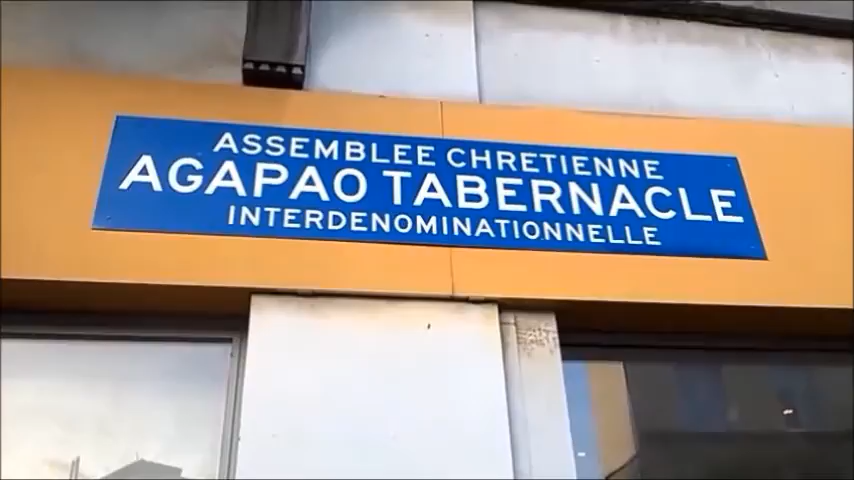 ASSEMBLEE CHRETIENNE
AGAPAO TABERNACLE
INTERDENOMINATIONNELLE